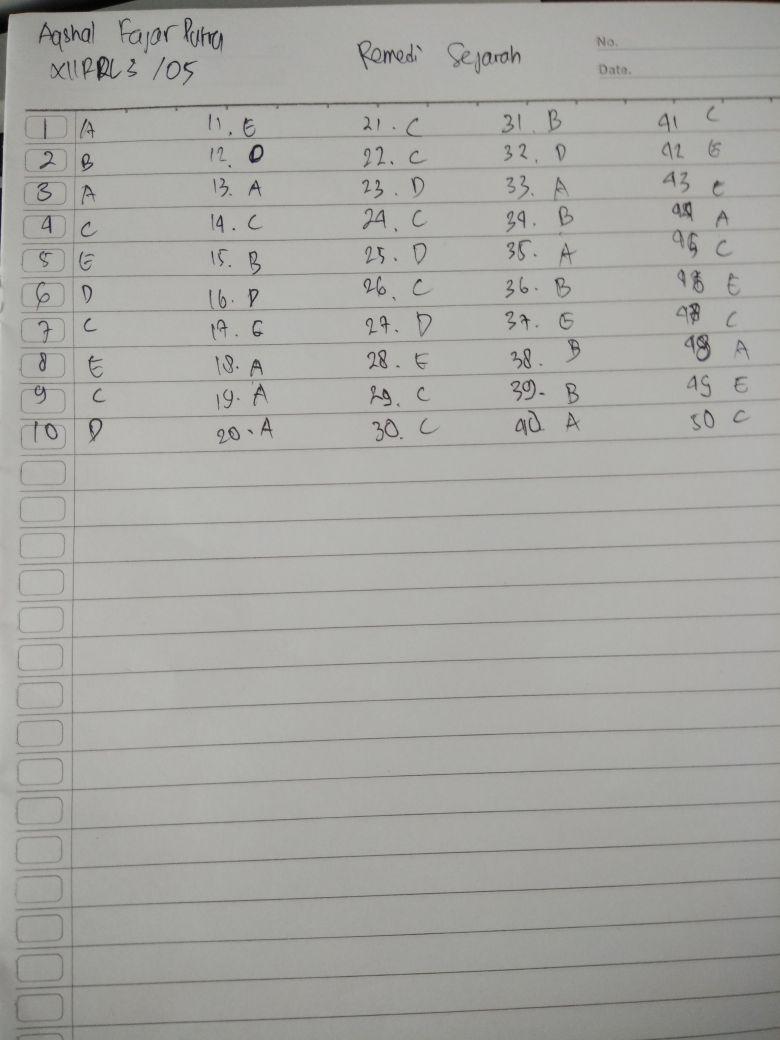 Aqshal Fajar Putra
XII RPL 3 /05
Remedi Sejarah
No.
Date.
1 A 11. E 21. C 31. B 41 C
2 B 12. D 22. C 32. D 42 E
3 A 13. A 23. D 33. A 43 C
4 C 14. C 24. C 34. B 44 A
5 E 15. B 25. D 35. A 45 C
6 D 16. D 26. C 36. B 46 E
7 C 17. E 27. D 37. E 47 C
8 E 18. A 28. E 38. B 48 A
9 C 19. A 29. C 39. B 49 E
10 D 20. A 30. C 40. A 50 C